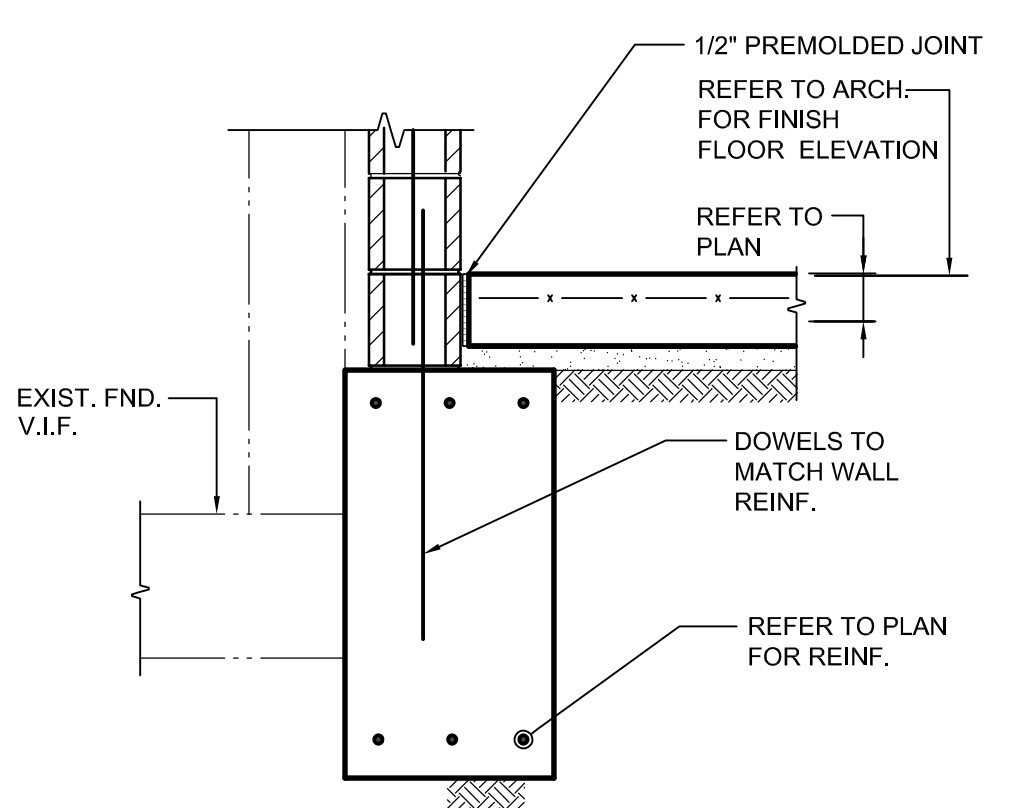 1/2" PREMOLDED JOINT
REFER TO ARCH.
FOR FINISH
FLOOR ELEVATION
REFER TO
PLAN
EXIST. FND.
V.I.F.
DOWELS TO
MATCH WALL
REINF.
REFER TO PLAN
FOR REINF.
x x x